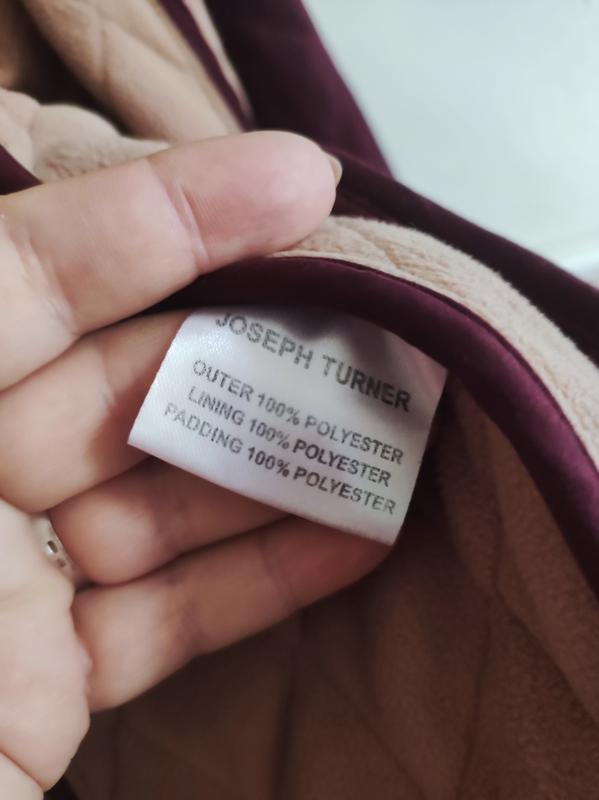 JOSEPH TURNER
OUTER 100% POLYESTER
LINING 100% POLYESTER
PADDING 100% POLYESTER